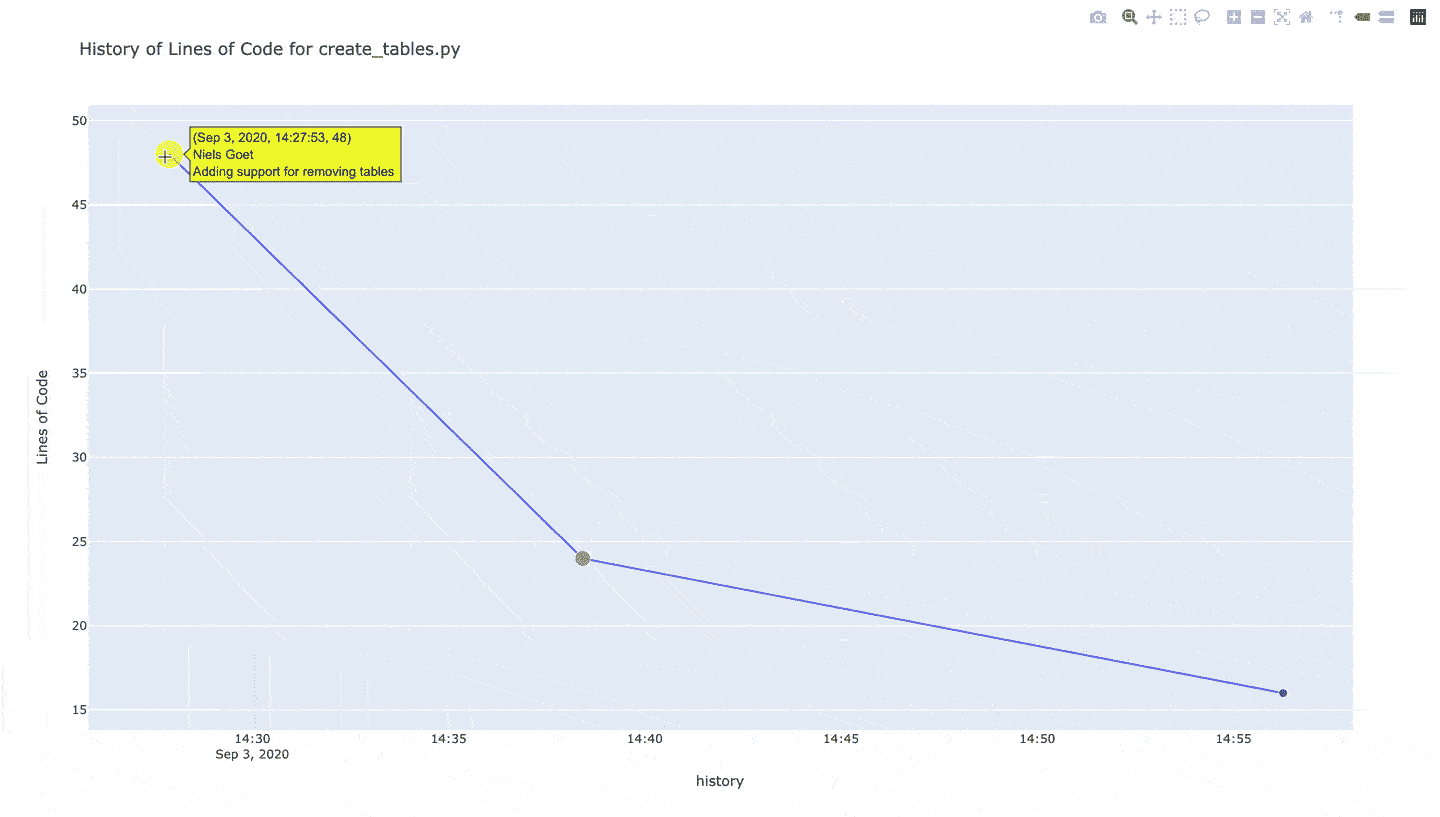 History of Lines of Code for create_tables.py
50
(Sep 3, 2020, 14:27:53, 48)
Niels Goet
Adding support for removing tables
45
40
35
Lines of Code
30
25
20
15
14:30 14:35 14:40 14:45 14:50 14:55
Sep 3, 2020
history